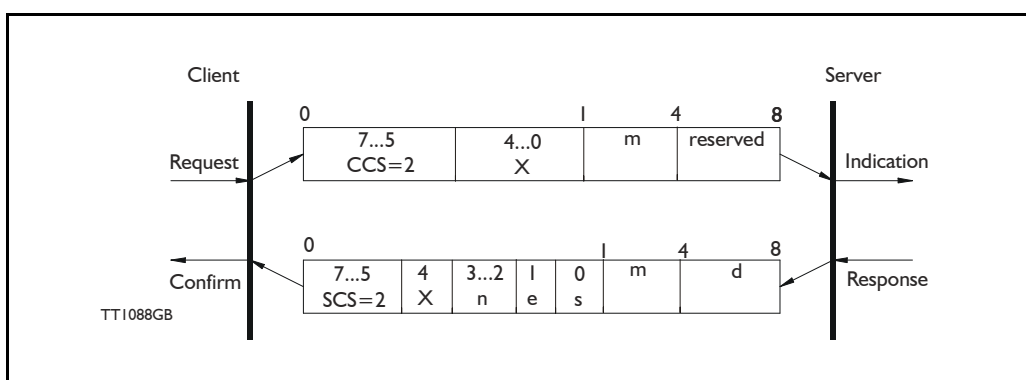 Client Server
0 1 4 8
7...5 4...0 m reserved
CCS=2 X
Request Indication
0 1 4 8
7...5 4 3...2 1 0 m d
SCS=2 X n e s
Confirm Response
TT1088GB